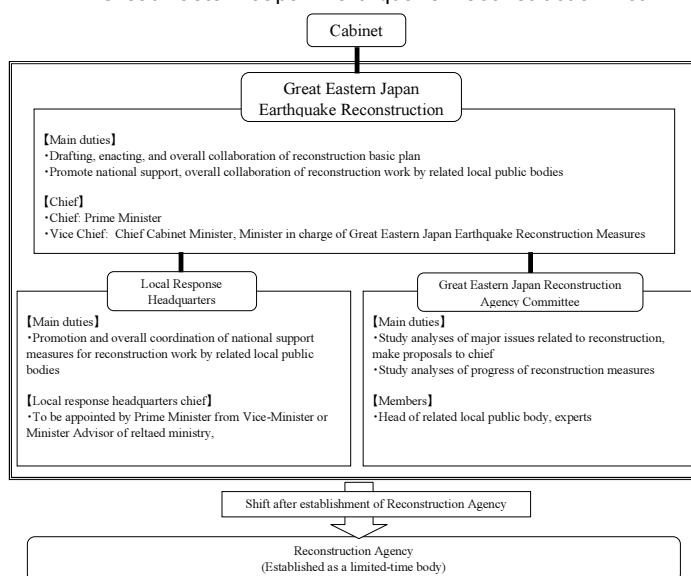 Cabinet
Great Eastern Japan
Earthquake Reconstruction
【Main duties】
・Drafting, enacting, and overall collaboration of reconstruction basic plan
・Promote national support, overall collaboration of reconstruction work by related local public bodies
【Chief】
・Chief: Prime Minister
・Vice Chief: Chief Cabinet Minister, Minister in charge of Great Eastern Japan Earthquake Reconstruction Measures
Local Response
Headquarters
【Main duties】
・Promotion and overall coordination of national support
measures for reconstruction work by related local public
bodies
【Local response headquarters chief】
・To be appointed by Prime Minister from Vice-Minister or
Minister Advisor of reltaed ministry,
Great Eastern Japan Reconstruction
Agency Committee
【Main duties】
・Study analyses of major issues related to reconstruction,
make proposals to chief
・Study analyses of progress of reconstruction measures
【Members】
・Head of related local public body, experts
Shift after establishment of Reconstruction Agency
Reconstruction Agency
(Established as a limited-time body)